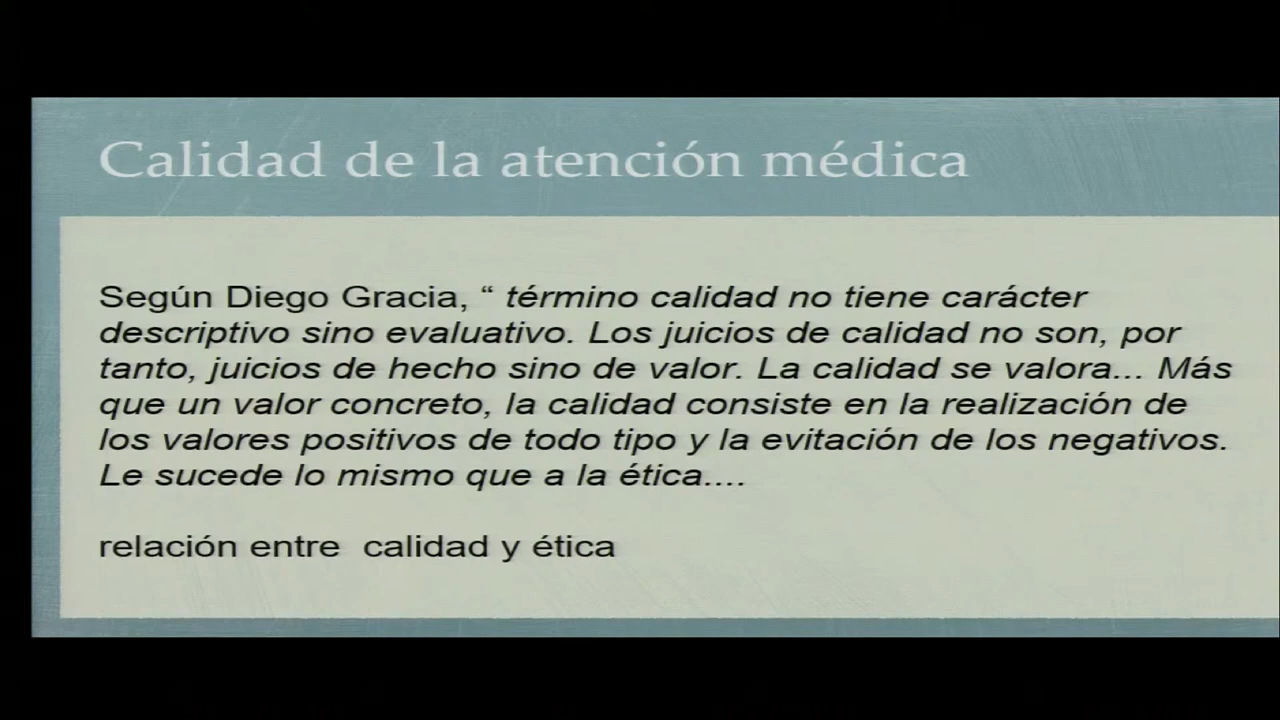 Calidad de la atención médica
Según Diego Gracia, “ término calidad no tiene carácter
descriptivo sino evaluativo. Los juicios de calidad no son, por
tanto, juicios de hecho sino de valor. La calidad se valora... Más
que un valor concreto, la calidad consiste en la realización de
los valores positivos de todo tipo y la evitación de los negativos.
Le sucede lo mismo que a la ética....
relación entre  calidad y ética